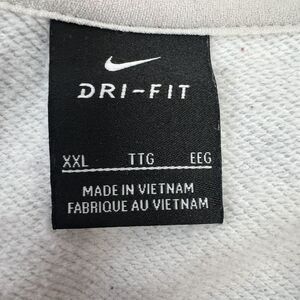 DRI-FIT
XXL TTG EEG
MADE IN VIETNAM
FABRIQUE AU VIETNAM